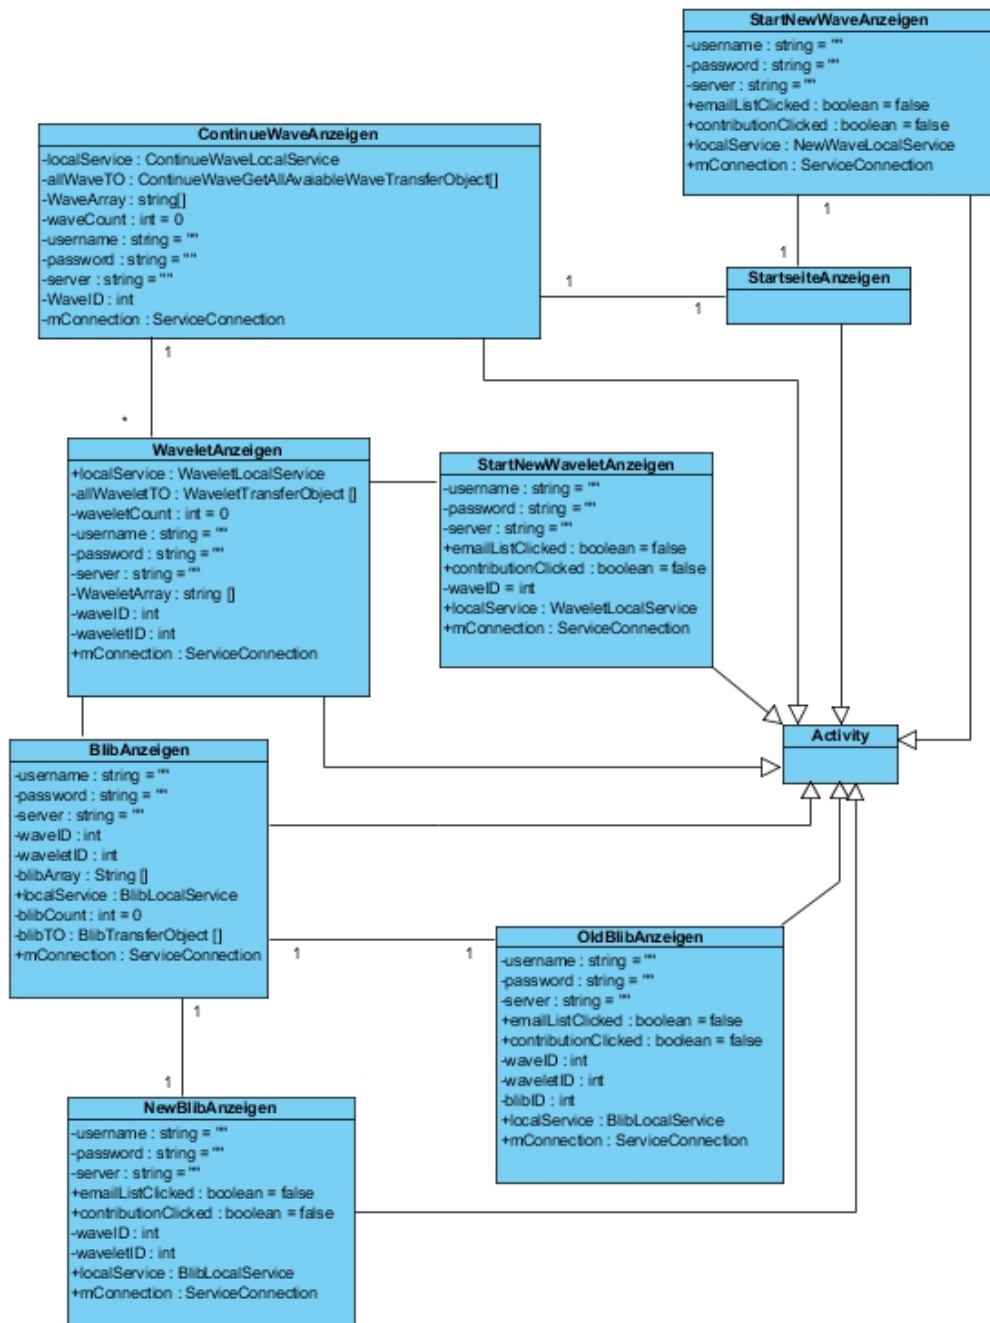 StartNewWaveAnzeigen
-username : string = ""
-password : string = ""
-server : string = ""
+emailListClicked : boolean = false
+contributionClicked : boolean = false
+localService : NewWaveLocalService
+mConnection : ServiceConnection
1
1
StartseiteAnzeigen
ContinueWaveAnzeigen
-localService : ContinueWaveLocalService
-allWaveTO : ContinueWaveGetAllAvaiableWaveTransferObject[]
-WaveArray : string[]
-waveCount : int = 0
-username : string = ""
-password : string = ""
-server : string = ""
-WaveID : int
-mConnection : ServiceConnection
1
1
1
*
WaveletAnzeigen
+localService : WaveletLocalService
-allWaveletTO : WaveletTransferObject []
-waveletCount : int = 0
-username : string = ""
-password : string = ""
-server : string = ""
-WaveletArray : string []
-waveID : int
-waveletID : int
+mConnection : ServiceConnection
StartNewWaveletAnzeigen
-username : string = ""
-password : string = ""
-server : string = ""
+emailListClicked : boolean = false
+contributionClicked : boolean = false
-waveID = int
+localService : WaveletLocalService
+mConnection : ServiceConnection
Activity
BlibAnzeigen
-username : string = ""
-password : string = ""
-server : string = ""
-waveID : int
-waveletID : int
-blibArray : String []
+localService : BlibLocalService
-blibCount : int = 0
-blibTO : BlibTransferObject []
+mConnection : ServiceConnection
1
1
OldBlibAnzeigen
-username : string = ""
-password : string = ""
-server : string = ""
+emailListClicked : boolean = false
+contributionClicked : boolean = false
-waveID : int
-waveletID : int
-blibID : int
+localService : BlibLocalService
+mConnection : ServiceConnection
1
1
NewBlibAnzeigen
-username : string = ""
-password : string = ""
-server : string = ""
+emailListClicked : boolean = false
+contributionClicked : boolean = false
-waveID : int
-waveletID : int
+localService : BlibLocalService
+mConnection : ServiceConnection